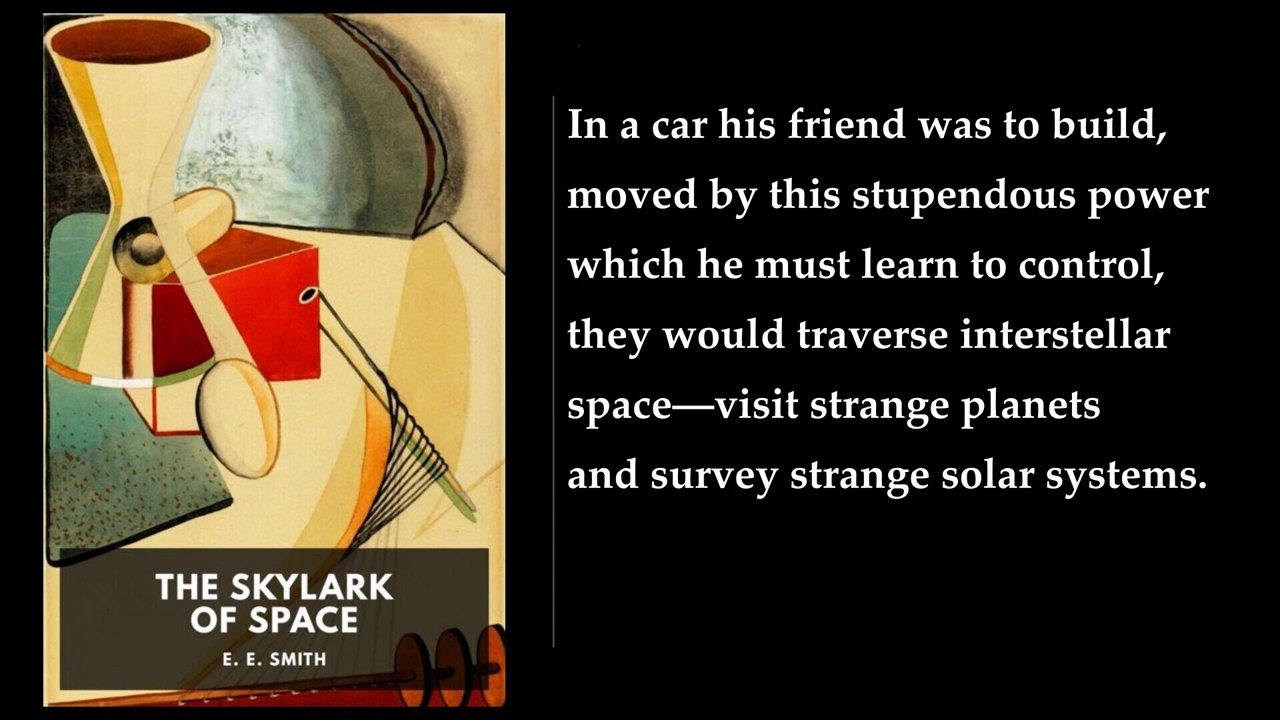 THE SKYLARK
OF SPACE
E. E. SMITH
In a car his friend was to build,
moved by this stupendous power
which he must learn to control,
they would traverse interstellar
space—visit strange planets
and survey strange solar systems.